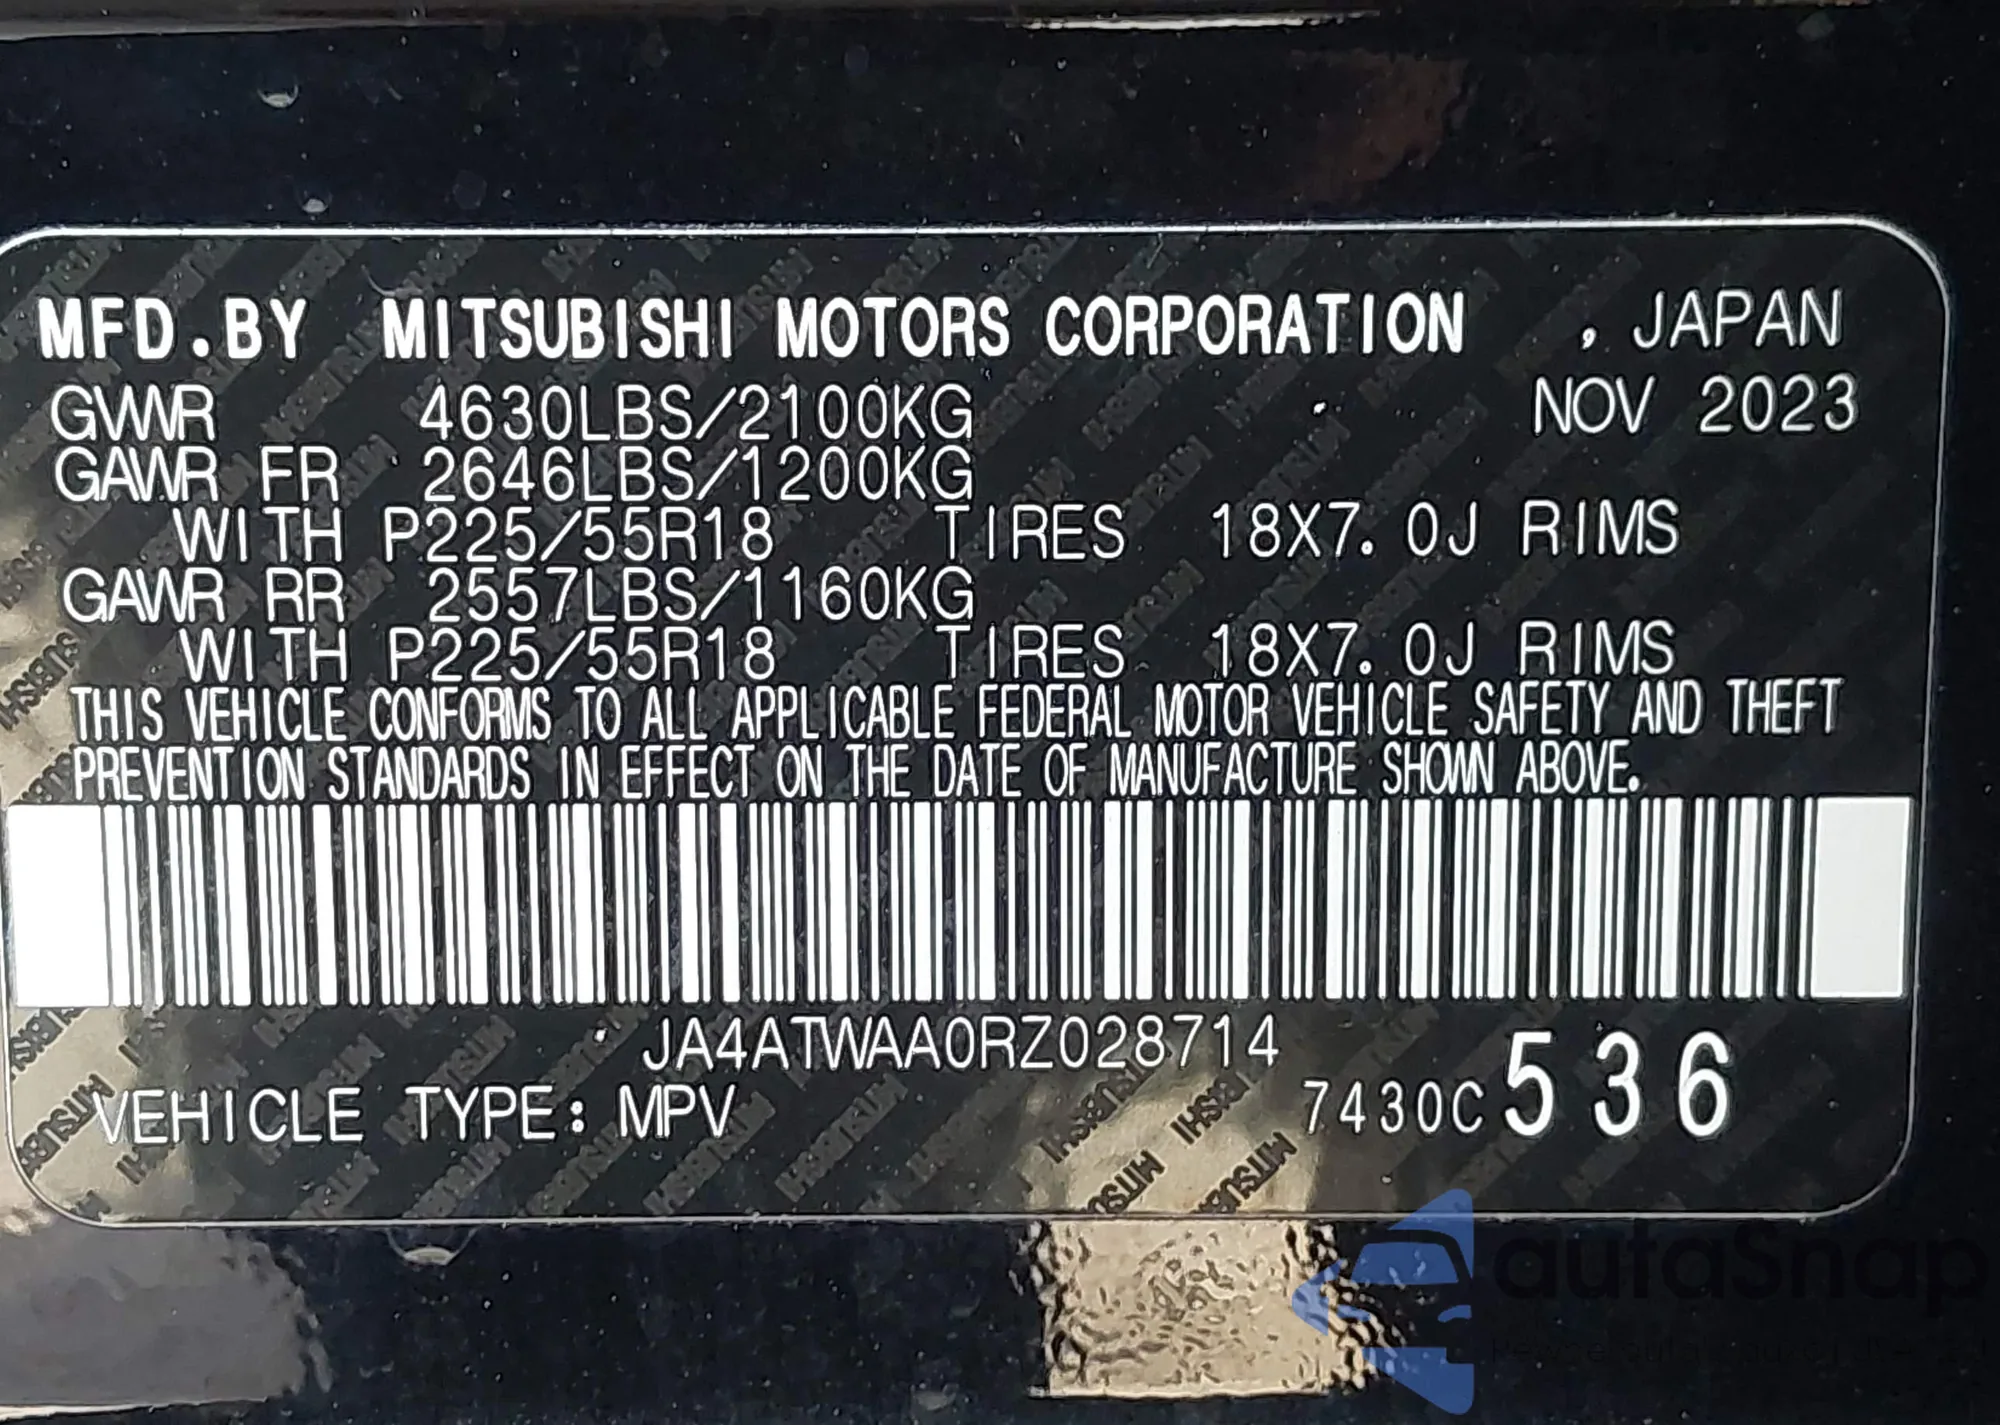 MFD.BY MITSUBISHI MOTORS CORPORATION , JAPAN
GVWR 4630LBS/2100KG NOV 2023
GAWR FR 2646LBS/1200KG
WITH P225/55R18 TIRES 18X7.0J RIMS
GAWR RR 2557LBS/1160KG
WITH P225/55R18 TIRES 18X7.0J RIMS
THIS VEHICLE CONFORMS TO ALL APPLICABLE FEDERAL MOTOR VEHICLE SAFETY AND THEFT
PREVENTION STANDARDS IN EFFECT ON THE DATE OF MANUFACTURE SHOWN ABOVE.
JA4ATWAA0RZ028714
VEHICLE TYPE: MPV 7430C 536
autaSnap